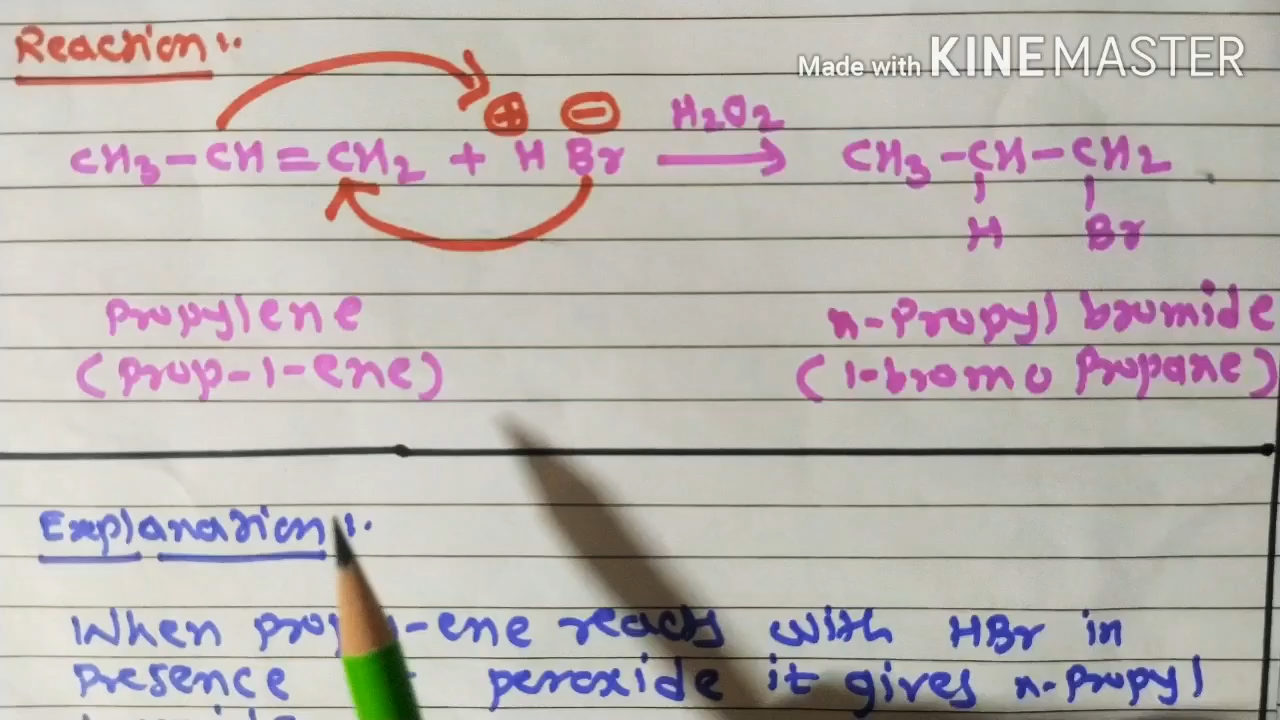 Reaction :.
Made with KINEMASTER
⊕ ⊖
CH3-CH=CH2 + H Br H2O2 → CH3-CH-CH2
H Br
Propylene n-Propyl bromide
(Prop-1-ene) (1-bromo Propane)
Explanation :.
When -ene reacts with HBr in
Presence peroxide it gives n-Propyl